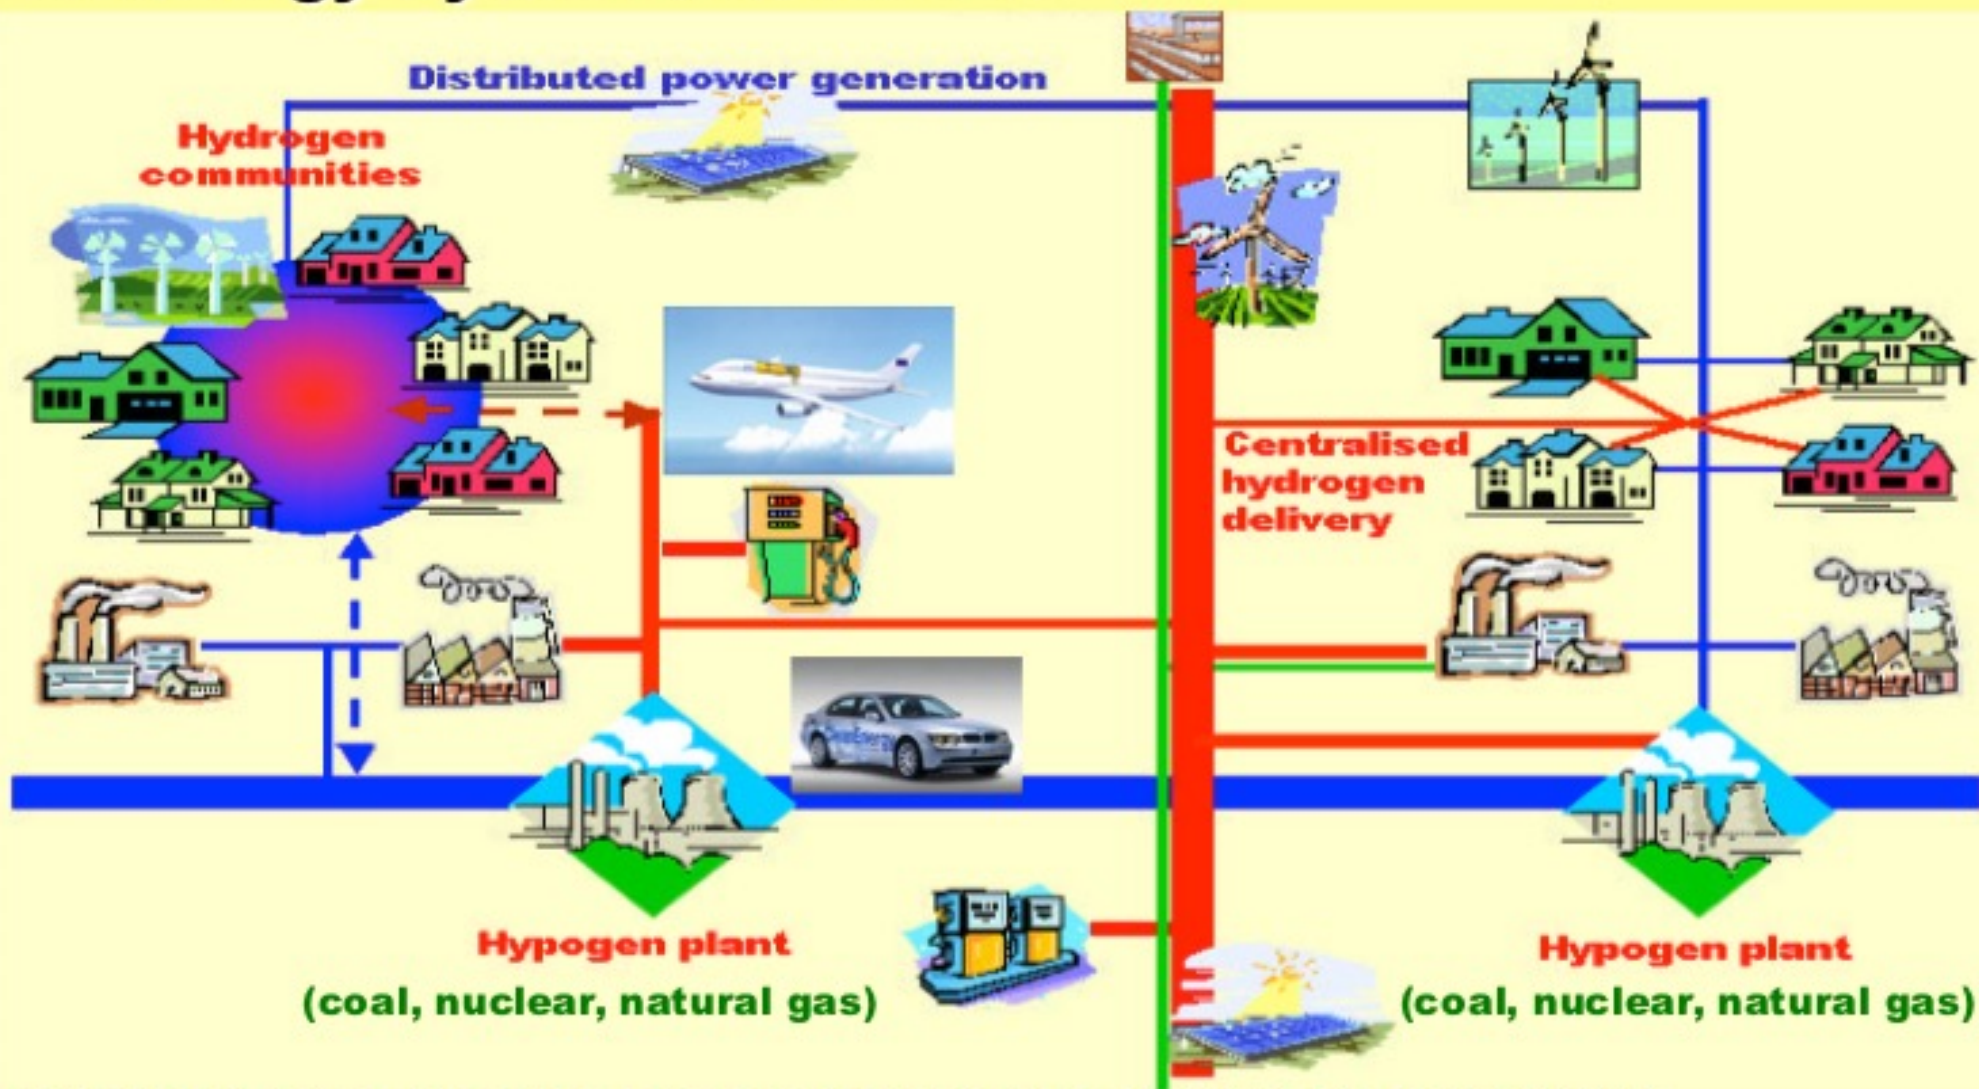 Distributed power generation
Hydrogen
communities
Centralised
hydrogen
delivery
CleanEnergy
Hypogen plant
(coal, nuclear, natural gas)
Hypogen plant
(coal, nuclear, natural gas)